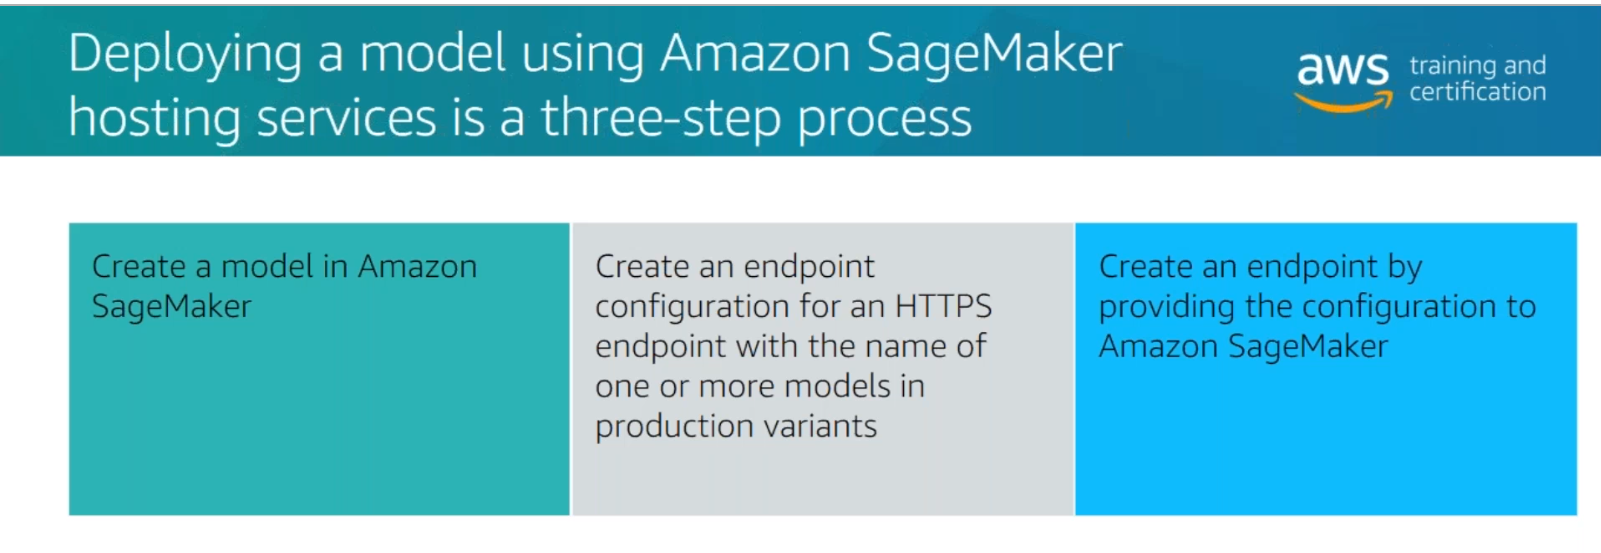 Deploying a model using Amazon SageMaker
hosting services is a three-step process
aws
training and
certification
Create a model in Amazon
SageMaker
Create an endpoint
configuration for an HTTPS
endpoint with the name of
one or more models in
production variants
Create an endpoint by
providing the configuration to
Amazon SageMaker